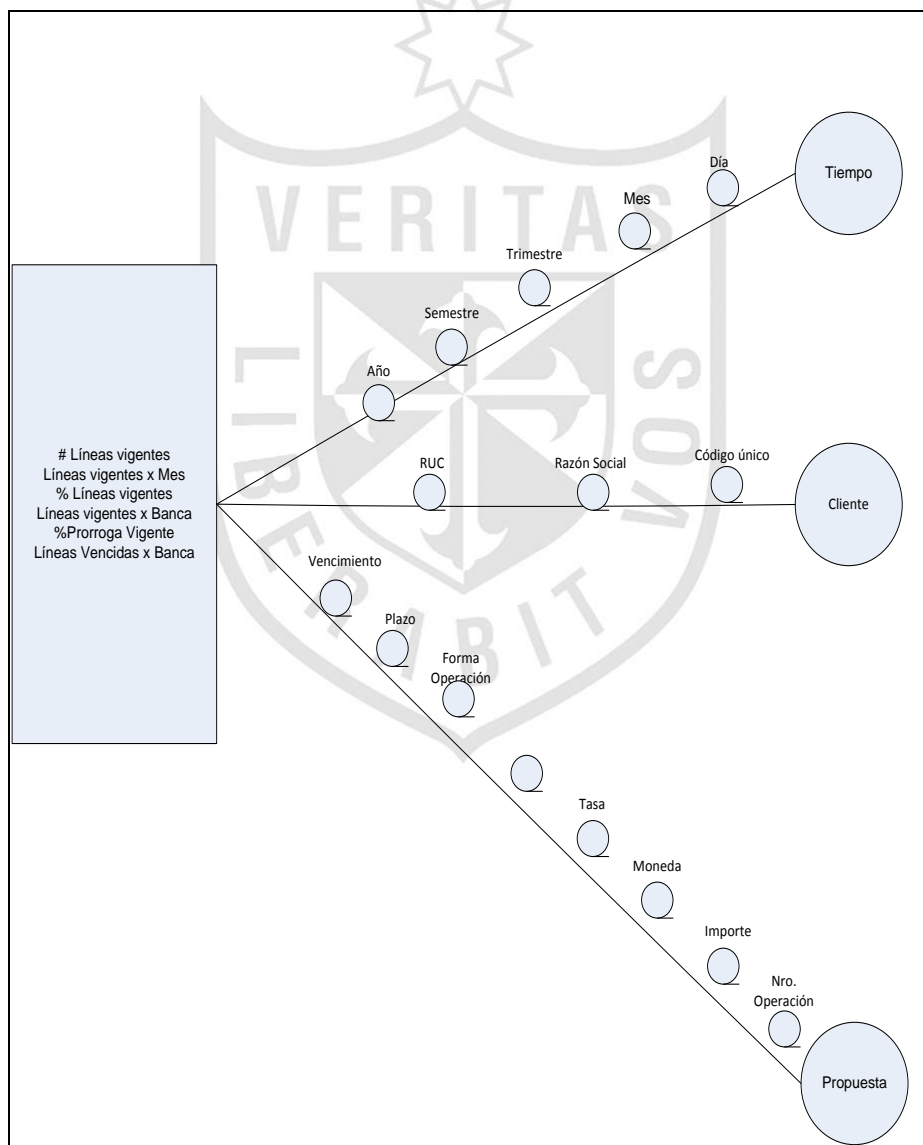 VERITAS
LIBERABIT
VOS
Día
Tiempo
Mes
Trimestre
Semestre
Año
# Líneas vigentes
Líneas vigentes x Mes
% Líneas vigentes
Líneas vigentes x Banca
%Prorroga Vigente
Líneas Vencidas x Banca
RUC
Razón Social
Código único
Cliente
Vencimiento
Plazo
Forma
Operación
Tasa
Moneda
Importe
Nro.
Operación
Propuesta